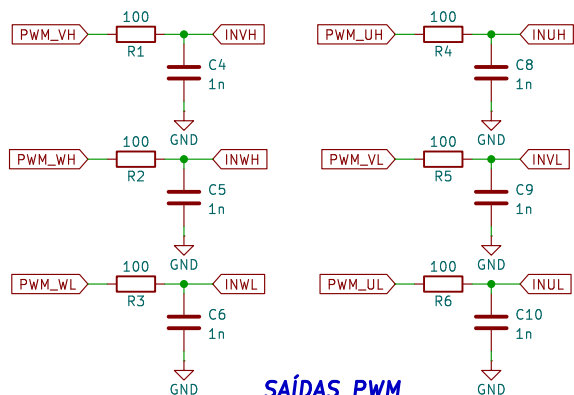 PWM_VH 100 R1 INVH
C4
1n
GND
PWM_UH 100 R4 INUH
C8
1n
GND
PWM_WH 100 R2 INWH
C5
1n
GND
PWM_VL 100 R5 INVL
C9
1n
GND
PWM_WL 100 R3 INWL
C6
1n
GND
PWM_UL 100 R6 INUL
C10
1n
GND
SAÍDAS PWM